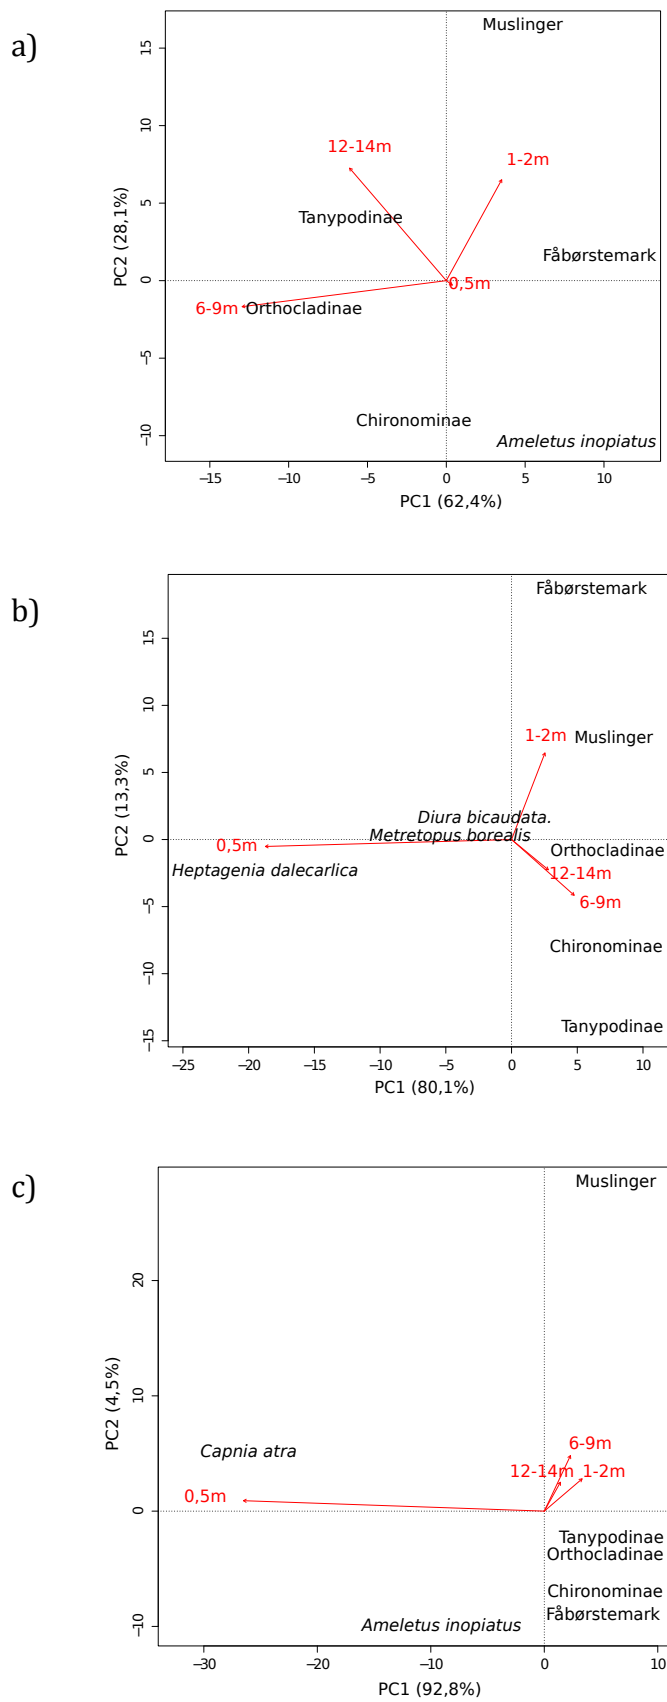 a)
Muslinger
12-14m
1-2m
Tanypodinae
Fåbørstemark
0,5m
6-9m
Orthocladinae
Chironominae
Ameletus inopiatus
15
10
5
0
−5
−10
PC2 (28,1%)
−15 −10 −5 0 5 10
PC1 (62,4%)
b)
Fåbørstemark
1-2m
Muslinger
Diura bicaudata.
Metretopus borealis
0,5m
Orthocladinae
Heptagenia dalecarlica
12-14m
6-9m
Chironominae
Tanypodinae
15
10
5
0
−5
−10
−15
PC2 (13,3%)
−25 −20 −15 −10 −5 0 5 10
PC1 (80,1%)
c)
Muslinger
6-9m
Capnia atra
12-14m
1-2m
0,5m
Tanypodinae
Orthocladinae
Chironominae
Fåbørstemark
Ameletus inopiatus
20
10
0
−10
PC2 (4,5%)
−30 −20 −10 0 10
PC1 (92,8%)